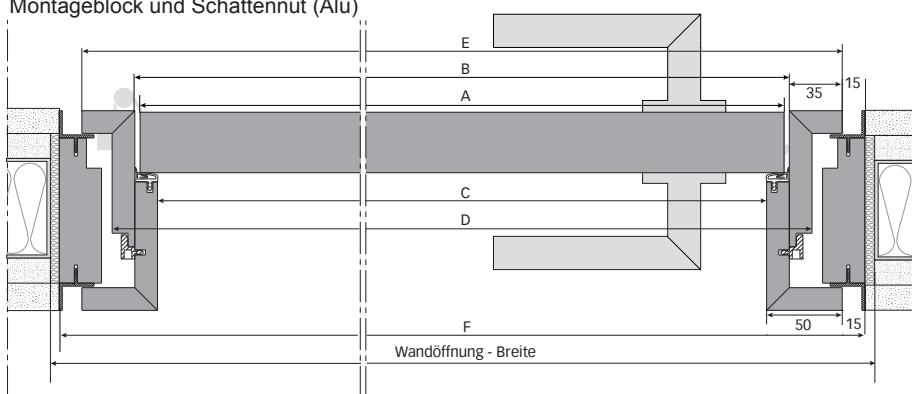 Montageblock und Schattennut (Alu)
E
B
35
15
A
C
D
F
50
15
Wandöffnung - Breite